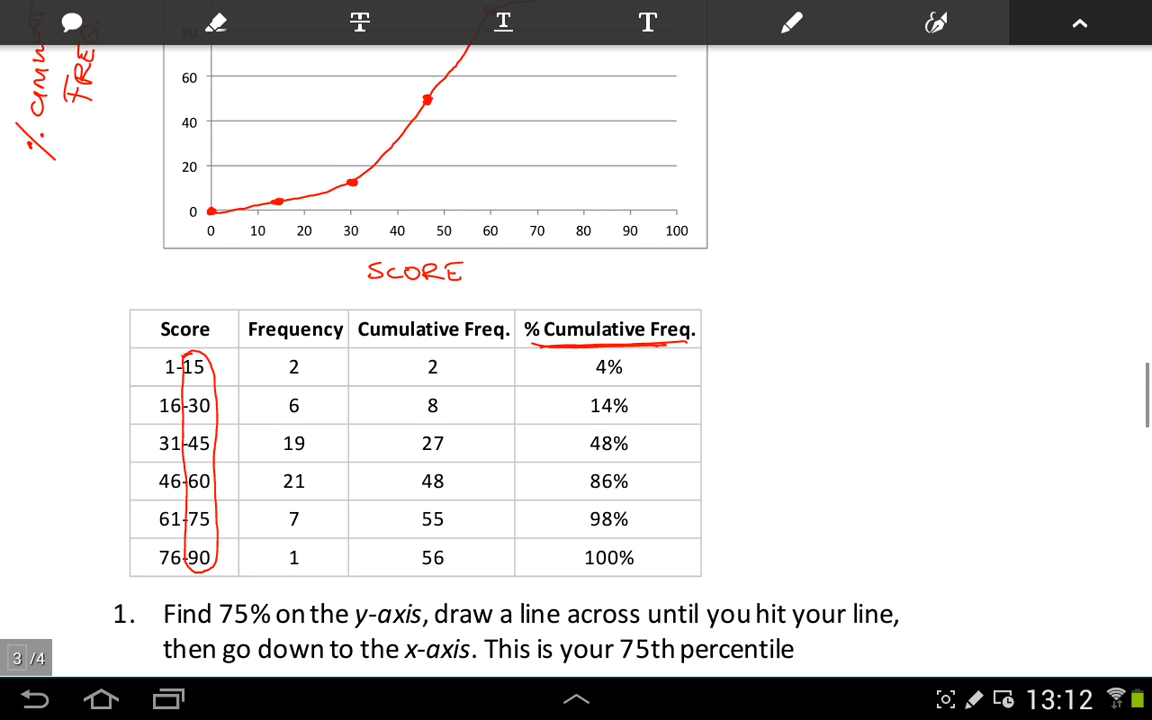 T T T
% CUMM
FREQ.
80
60
40
20
0
0 10 20 30 40 50 60 70 80 90 100
SCORE
Score Frequency Cumulative Freq. % Cumulative Freq.
1-15 2 2 4%
16-30 6 8 14%
31-45 19 27 48%
46-60 21 48 86%
61-75 7 55 98%
76-90 1 56 100%
1. Find 75% on the y-axis, draw a line across until you hit your line,
then go down to the x-axis. This is your 75th percentile
3 /4
13:12